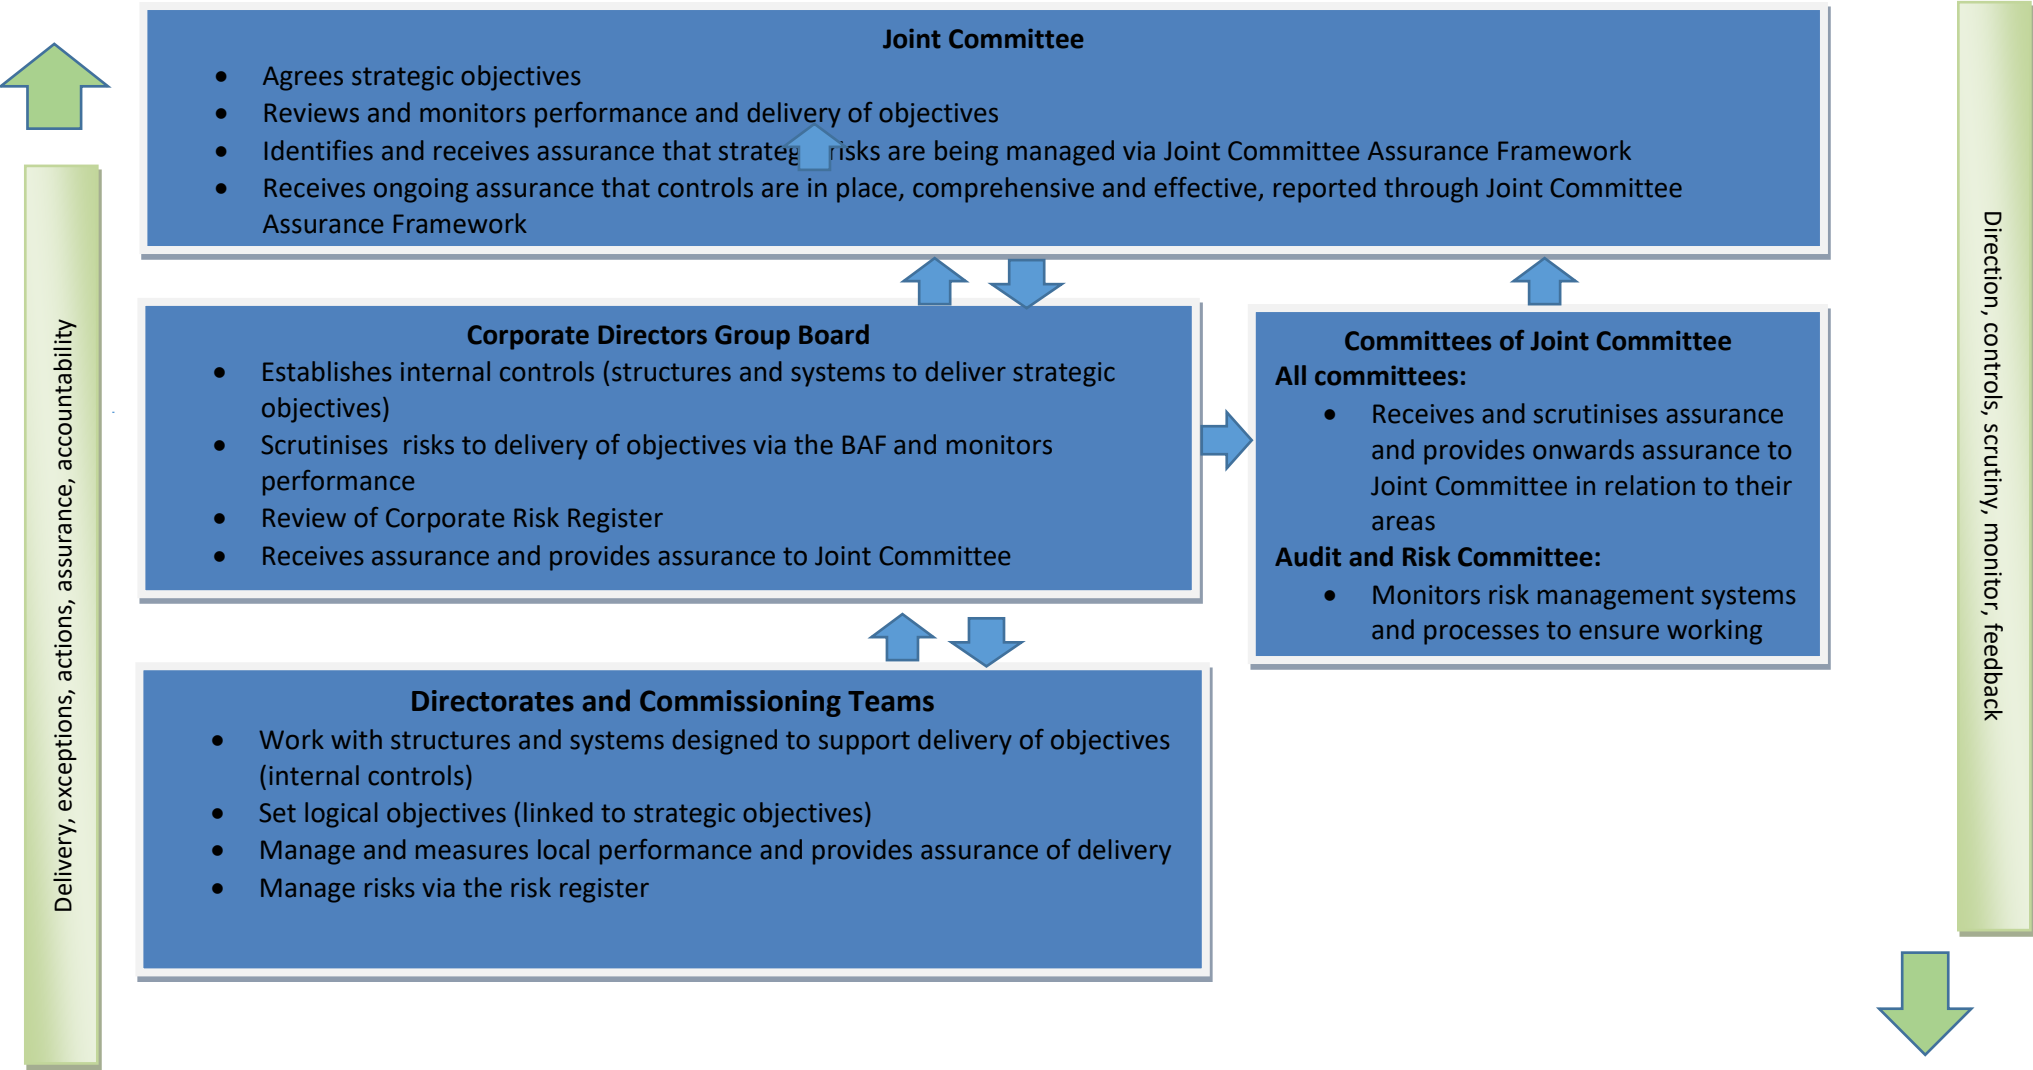 Joint Committee
• Agrees strategic objectives
• Reviews and monitors performance and delivery of objectives
• Identifies and receives assurance that strategic risks are being managed via Joint Committee Assurance Framework
• Receives ongoing assurance that controls are in place, comprehensive and effective, reported through Joint Committee
Assurance Framework
Corporate Directors Group Board
• Establishes internal controls (structures and systems to deliver strategic
objectives)
• Scrutinises  risks to delivery of objectives via the BAF and monitors
performance
• Review of Corporate Risk Register
• Receives assurance and provides assurance to Joint Committee
Committees of Joint Committee
All committees:
• Receives and scrutinises assurance
and provides onwards assurance to
Joint Committee in relation to their
areas
Audit and Risk Committee:
• Monitors risk management systems
and processes to ensure working
Directorates and Commissioning Teams
• Work with structures and systems designed to support delivery of objectives
(internal controls)
• Set logical objectives (linked to strategic objectives)
• Manage and measures local performance and provides assurance of delivery
• Manage risks via the risk register
Delivery, exceptions, actions, assurance, accountability
Direction, controls, scrutiny, monitor, feedback